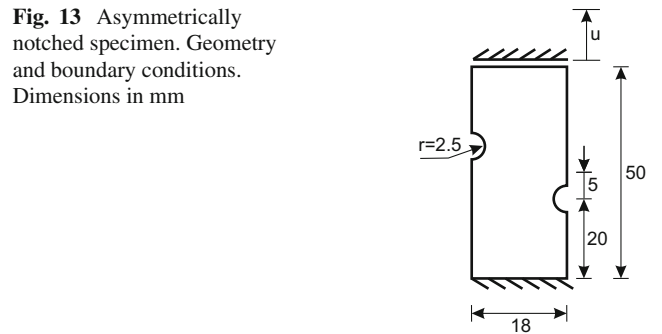 Fig. 13 Asymmetrically
notched specimen. Geometry
and boundary conditions.
Dimensions in mm
u
r=2.5
50
5
20
18